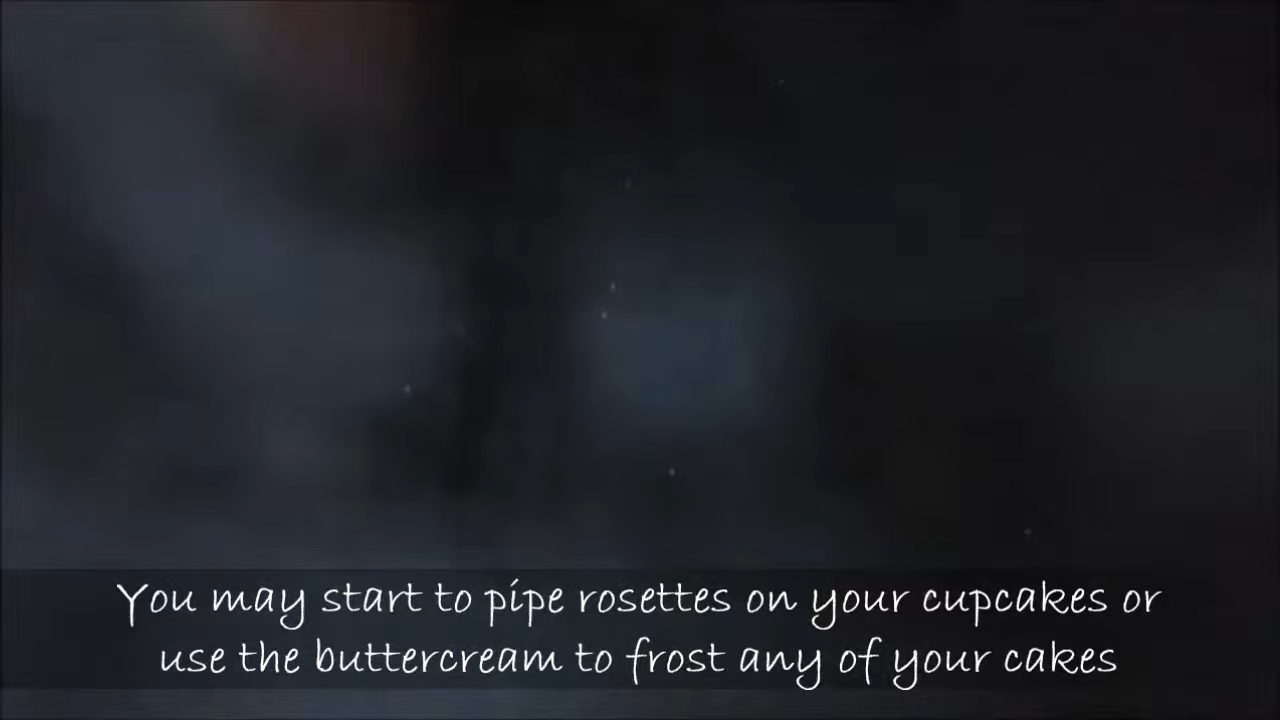 You may start to pipe rosettes on your cupcakes or
use the buttercream to frost any of your cakes